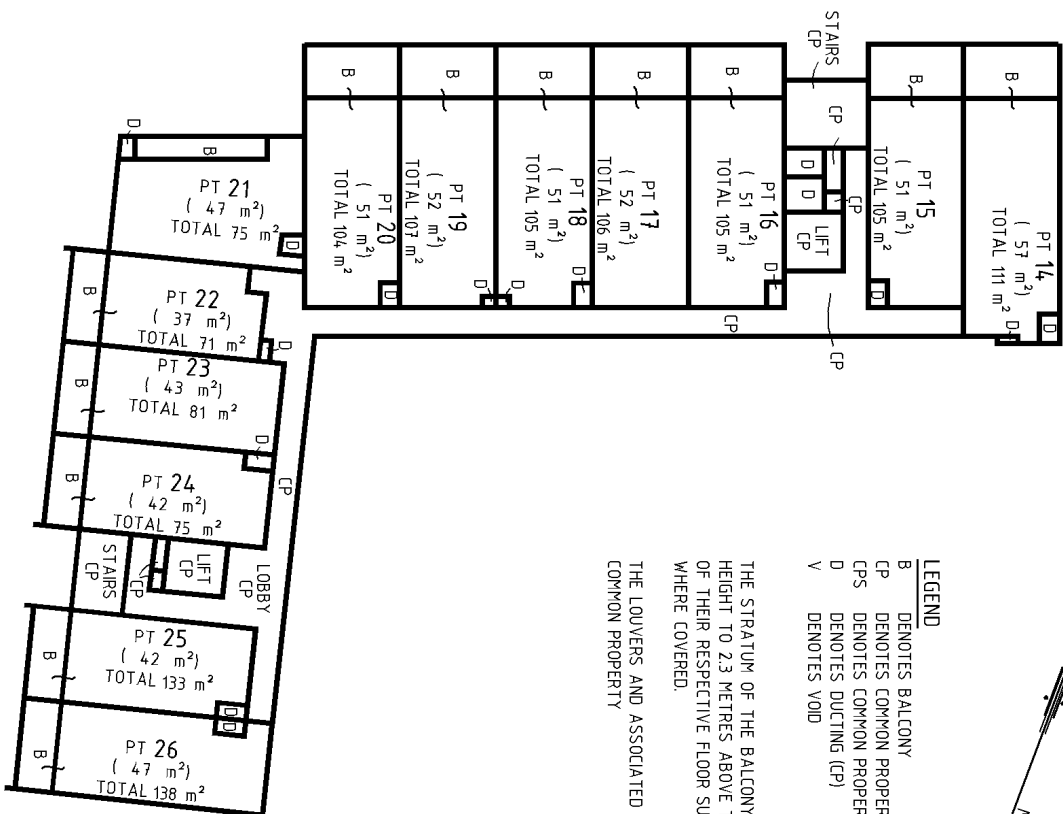 STAIRS
CP
B
B
B
B
B
B
B
CP
D
D
CP
LIFT
CP
PT 14
( 57 m²)
TOTAL 111 m²
D
D
PT 15
( 51 m²)
TOTAL 105 m²
D
PT 16
( 51 m²)
TOTAL 105 m²
D
PT 17
( 52 m²)
TOTAL 106 m²
PT 18
( 51 m²)
TOTAL 105 m²
D
D
PT 19
( 52 m²)
TOTAL 107 m²
D
PT 20
( 51 m²)
TOTAL 104 m²
D
CP
CP
D
B
PT 21
( 47 m²)
TOTAL 75 m²
D
B
PT 22
( 37 m²)
TOTAL 71 m²
D
B
PT 23
( 43 m²)
TOTAL 81 m²
D
B
PT 24
( 42 m²)
TOTAL 75 m²
CP
STAIRS
CP
CP
LIFT
CP
LOBBY
CP
B
PT 25
( 42 m²)
TOTAL 133 m²
D
D
B
PT 26
( 47 m²)
TOTAL 138 m²
LEGEND
B DENOTES BALCONY
CP DENOTES COMMON PROPER
CPS DENOTES COMMON PROPER
D DENOTES DUCTING (CP)
V DENOTES VOID
THE STRATUM OF THE BALCONY
HEIGHT TO 2.3 METRES ABOVE
OF THEIR RESPECTIVE FLOOR SU
WHERE COVERED.
THE LOUVERS AND ASSOCIATED
COMMON PROPERTY